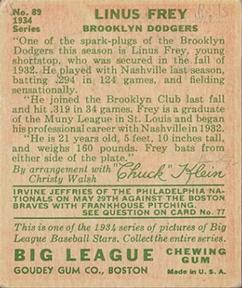 No. 89
1934
Series
LINUS FREY
BROOKLYN DODGERS
"One of the spark-plugs of the Brooklyn
Dodgers this season is Linus Frey, young
shortstop, who was secured in the fall of
1932. He played with Nashville last season,
batting .294 in 124 games, and fielding
sensationally.
"He joined the Brooklyn Club last fall
and hit .319 in 34 games. Frey is a graduate
of the Muny League in St. Louis and began
his professional career with Nashville in 1932.
"He is 21 years old, 5 feet, 10 inches tall,
and weighs 160 pounds. Frey bats from
either side of the plate."
By arrangement with
Christy Walsh
"Chuck" Klein
IRVINE JEFFRIES OF THE PHILADELPHIA NA-
TIONALS ON MAY 29TH AGAINST THE BOSTON
BRAVES WITH FRANKHOUSE PITCHING.
SEE QUESTION ON CARD No. 77
This is one of the 1934 series of pictures of Big
League Baseball Stars. Collect the entire series.
BIG LEAGUE
CHEWING
GUM
GOUDEY GUM CO., BOSTON
Made in U. S. A.